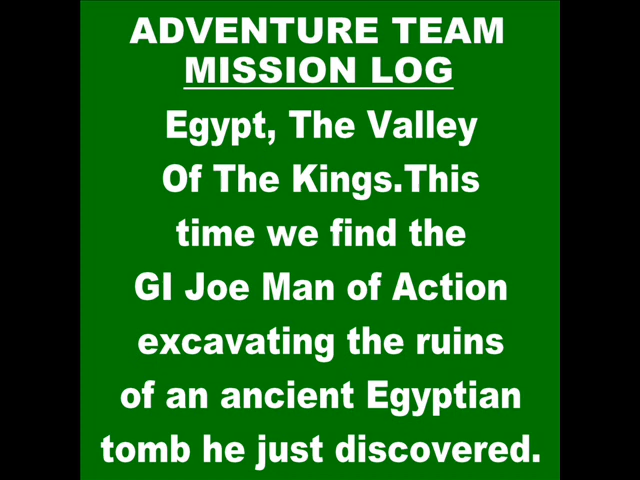 ADVENTURE TEAM
MISSION LOG
Egypt, The Valley
Of The Kings.This
time we find the
GI Joe Man of Action
excavating the ruins
of an ancient Egyptian
tomb he just discovered.